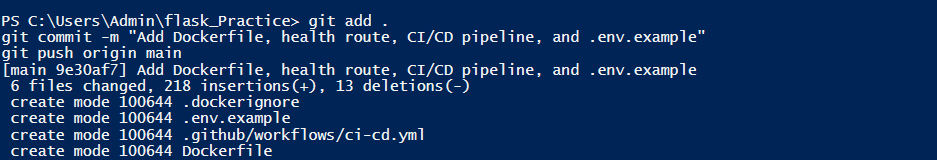 PS C:\Users\Admin\flask_Practice> git add .
git commit -m "Add Dockerfile, health route, CI/CD pipeline, and .env.example"
git push origin main
[main 9e30af7] Add Dockerfile, health route, CI/CD pipeline, and .env.example
 6 files changed, 218 insertions(+), 13 deletions(-)
 create mode 100644 .dockerignore
 create mode 100644 .env.example
 create mode 100644 .github/workflows/ci-cd.yml
 create mode 100644 Dockerfile